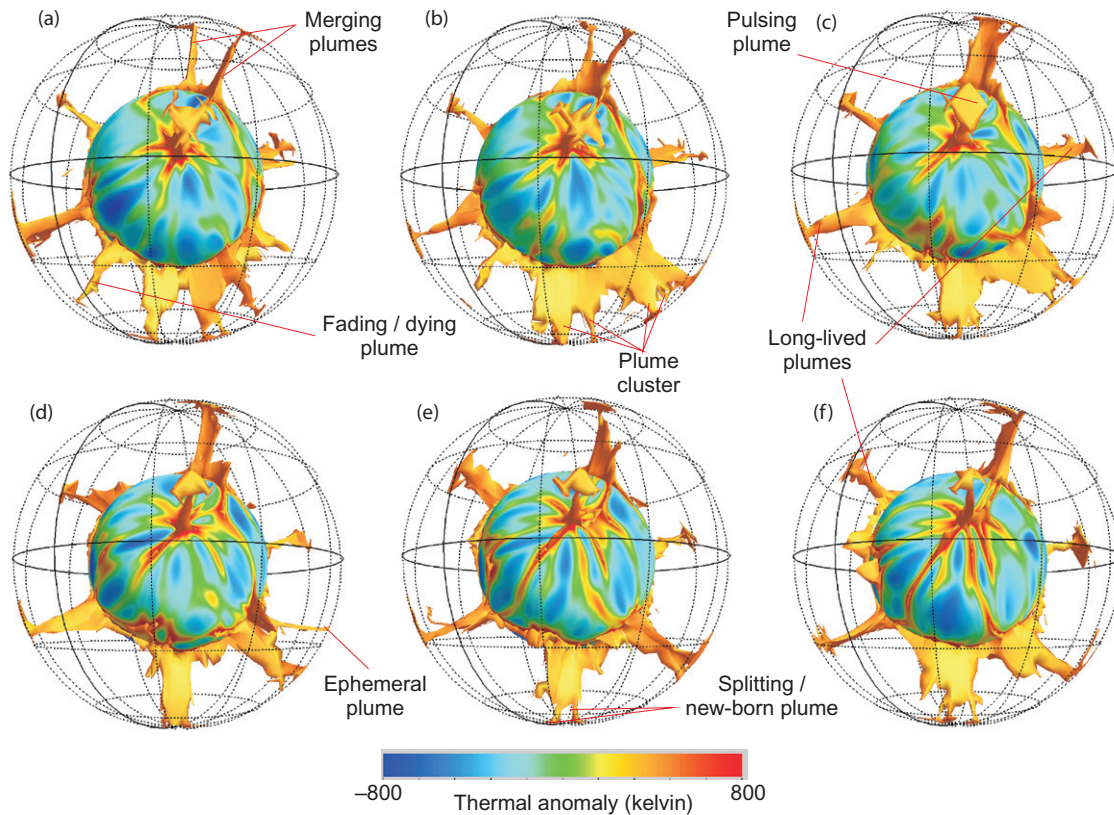 (a)
Merging
plumes
(b)
Pulsing
plume
(c)
Fading / dying
plume
Plume
cluster
Long-lived
plumes
(d)
(e)
(f)
Ephemeral
plume
Splitting /
new-born plume
–800
Thermal anomaly (kelvin)
800